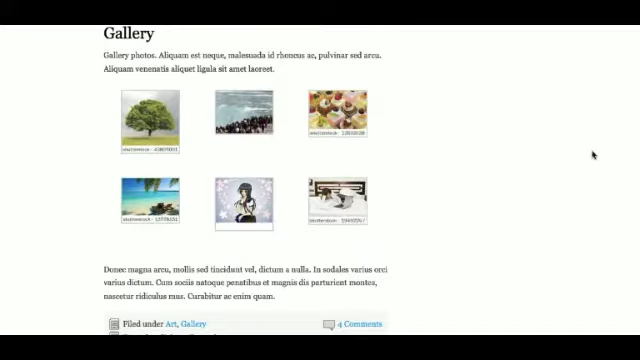 Gallery
Gallery photos. Aliquam est neque, malesuada id rhoncus ac, pulvinar sed arcu.
Aliquam venenatis aliquet ligula sit amet laoreet.
Donec magna arcu, mollis sed tincidunt vel, dictum a nulla. In sodales varius orci
varius dictum. Cum sociis natoque penatibus et magnis dis parturient montes,
nascetur ridiculus mus. Curabitur ac enim quam.
Filed under Art, Gallery
4 Comments